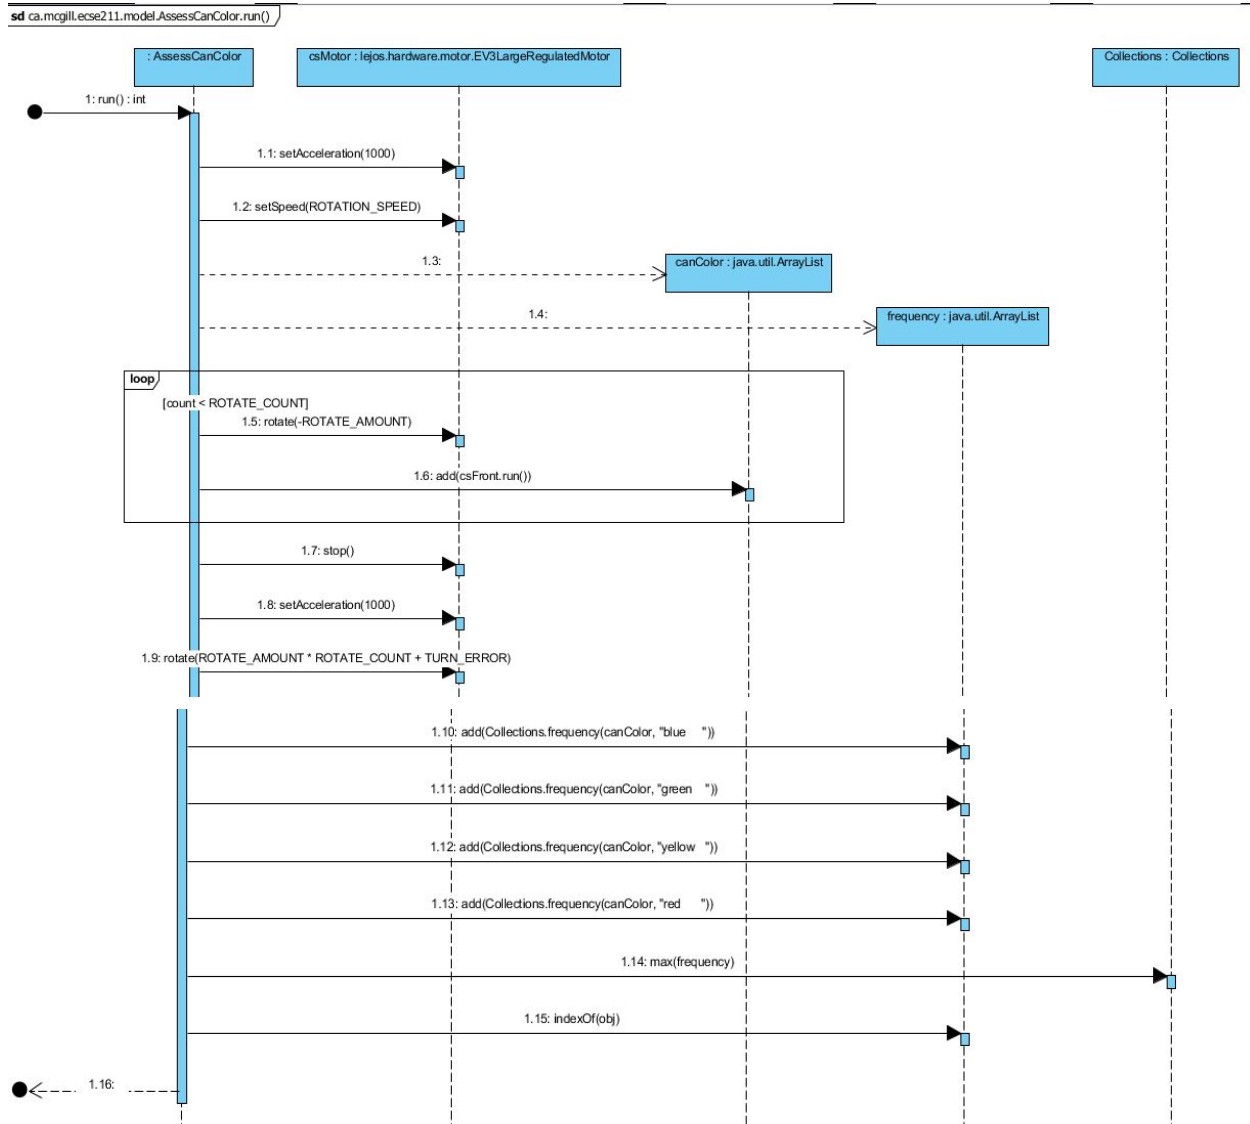 sd ca.mcgill.ecse211.model.AssessCanColor.run()
: AssessCanColor
csMotor : lejos.hardware.motor.EV3LargeRegulatedMotor
Collections : Collections
1: run() : int
1.1: setAcceleration(1000)
1.2: setSpeed(ROTATION_SPEED)
1.3:
canColor : java.util.ArrayList
1.4:
frequency : java.util.ArrayList
loop
[count < ROTATE_COUNT]
1.5: rotate(-ROTATE_AMOUNT)
1.6: add(csFront.run())
1.7: stop()
1.8: setAcceleration(1000)
1.9: rotate(ROTATE_AMOUNT * ROTATE_COUNT + TURN_ERROR)
1.10: add(Collections.frequency(canColor, "blue     "))
1.11: add(Collections.frequency(canColor, "green    "))
1.12: add(Collections.frequency(canColor, "yellow   "))
1.13: add(Collections.frequency(canColor, "red      "))
1.14: max(frequency)
1.15: indexOf(obj)
1.16: